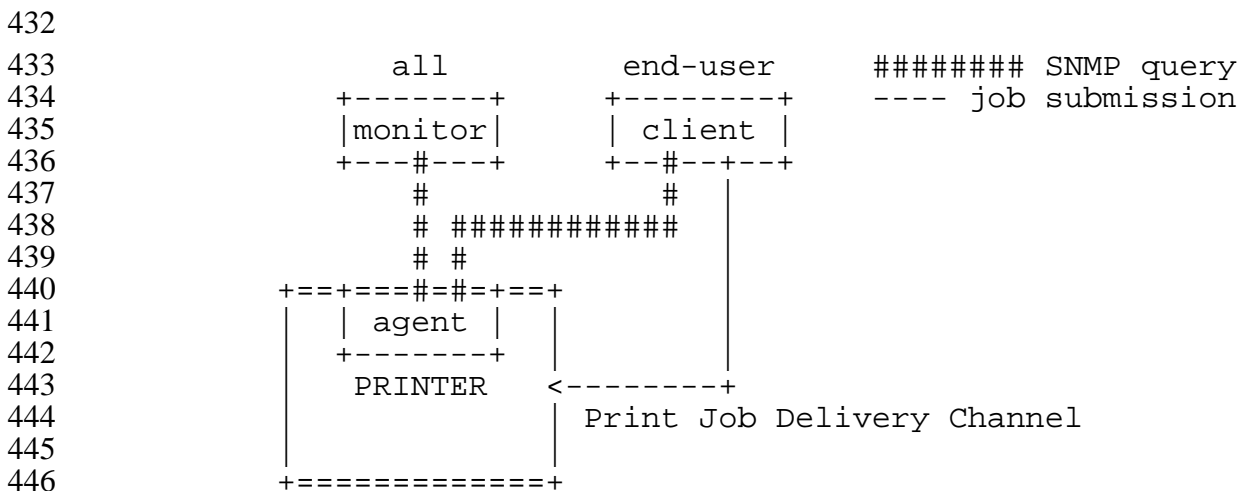 432
433                    all            end-user      ######## SNMP query
434                 +-------+      +--------+     ---- job submission
435                 |monitor|      | client |
436                 +---#---+      +--#--+--+
437                     #             #  |
438                     # ############   |
439                     # #              |
440              +==+===#=#=+==+         |
441              |  | agent |  |         |
442              |  +-------+  |         |
443              |   PRINTER   <--------+
444              |             | Print Job Delivery Channel
445              |             |
446              +=============+